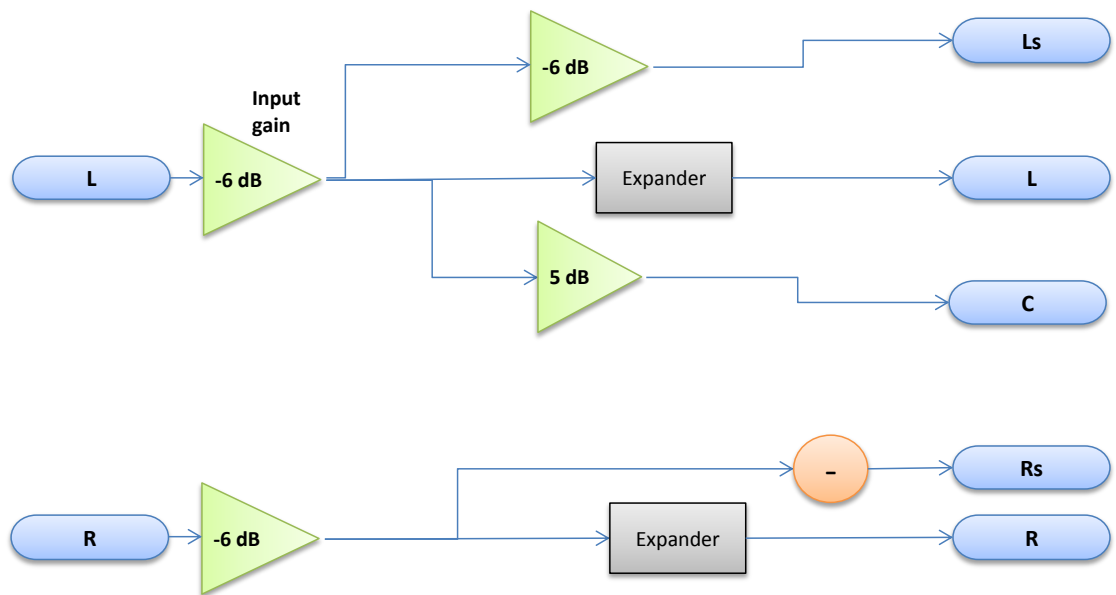 -6 dB
Ls
Input
gain
L
-6 dB
Expander
L
5 dB
C
-
Rs
R
-6 dB
Expander
R